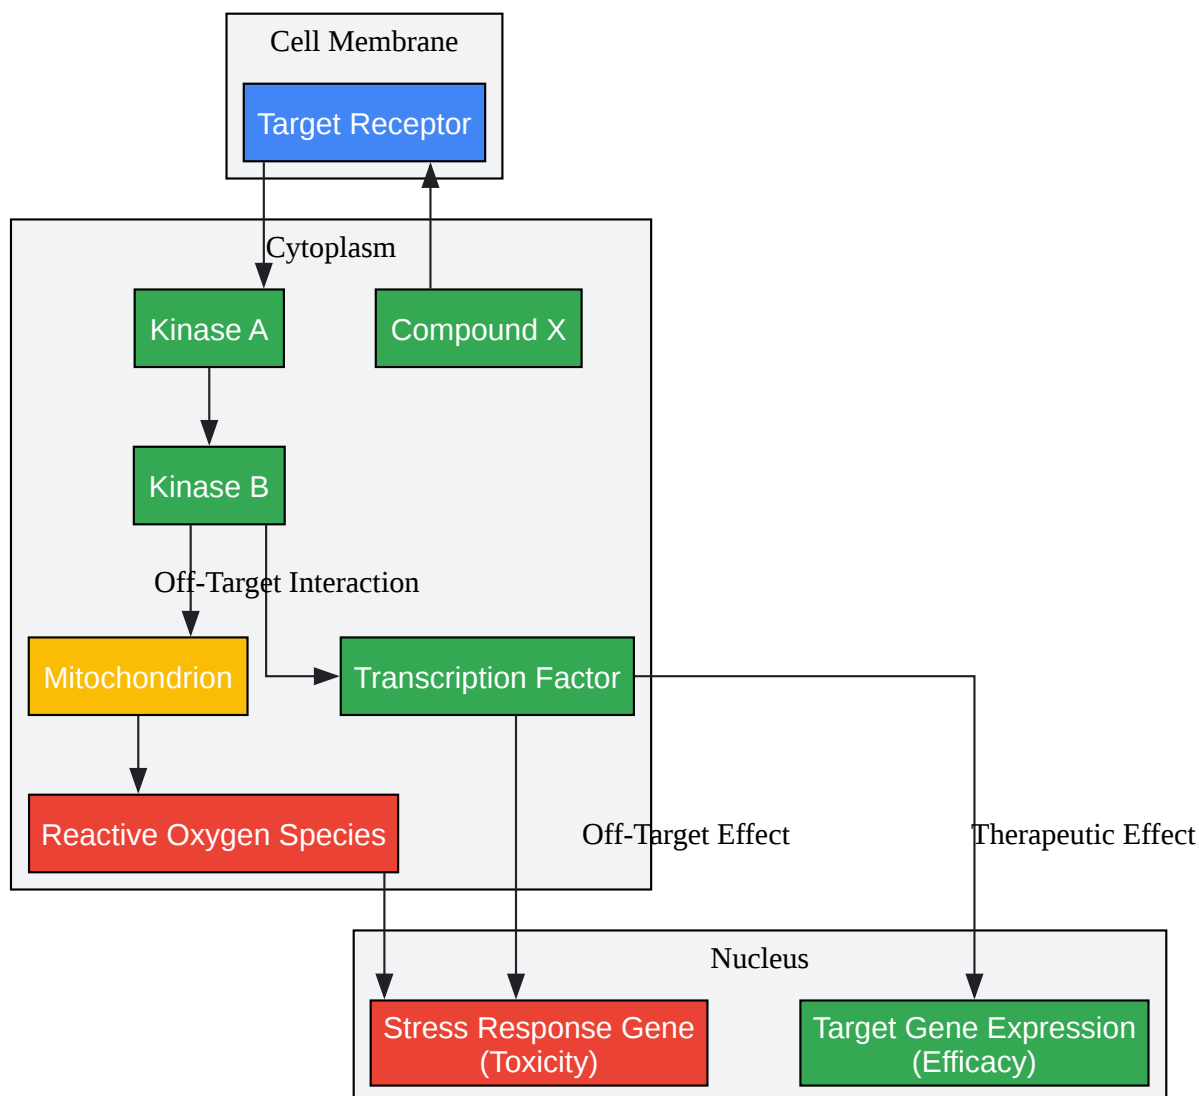 Cell Membrane
Target Receptor
Cytoplasm
Kinase A
Compound X
Kinase B
Off-Target Interaction
Mitochondrion
Transcription Factor
Reactive Oxygen Species
Off-Target Effect
Therapeutic Effect
Nucleus
Stress Response Gene
(Toxicity)
Target Gene Expression
(Efficacy)